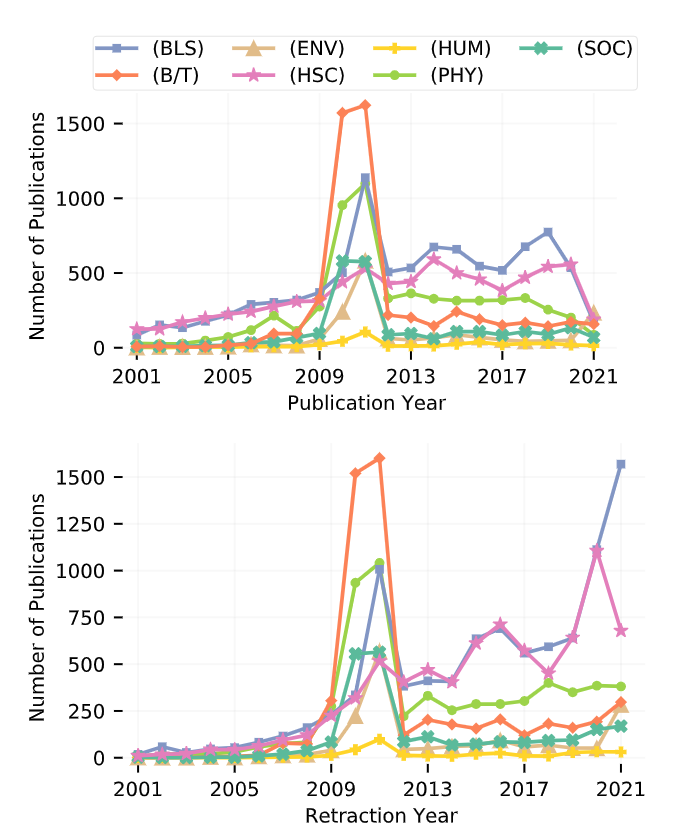 (BLS) (ENV) (HUM) (SOC)
(B/T) (HSC) (PHY)
Number of Publications
1500
1000
500
0
2001 2005 2009 2013 2017 2021
Publication Year
Number of Publications
1500
1250
1000
750
500
250
0
2001 2005 2009 2013 2017 2021
Retraction Year